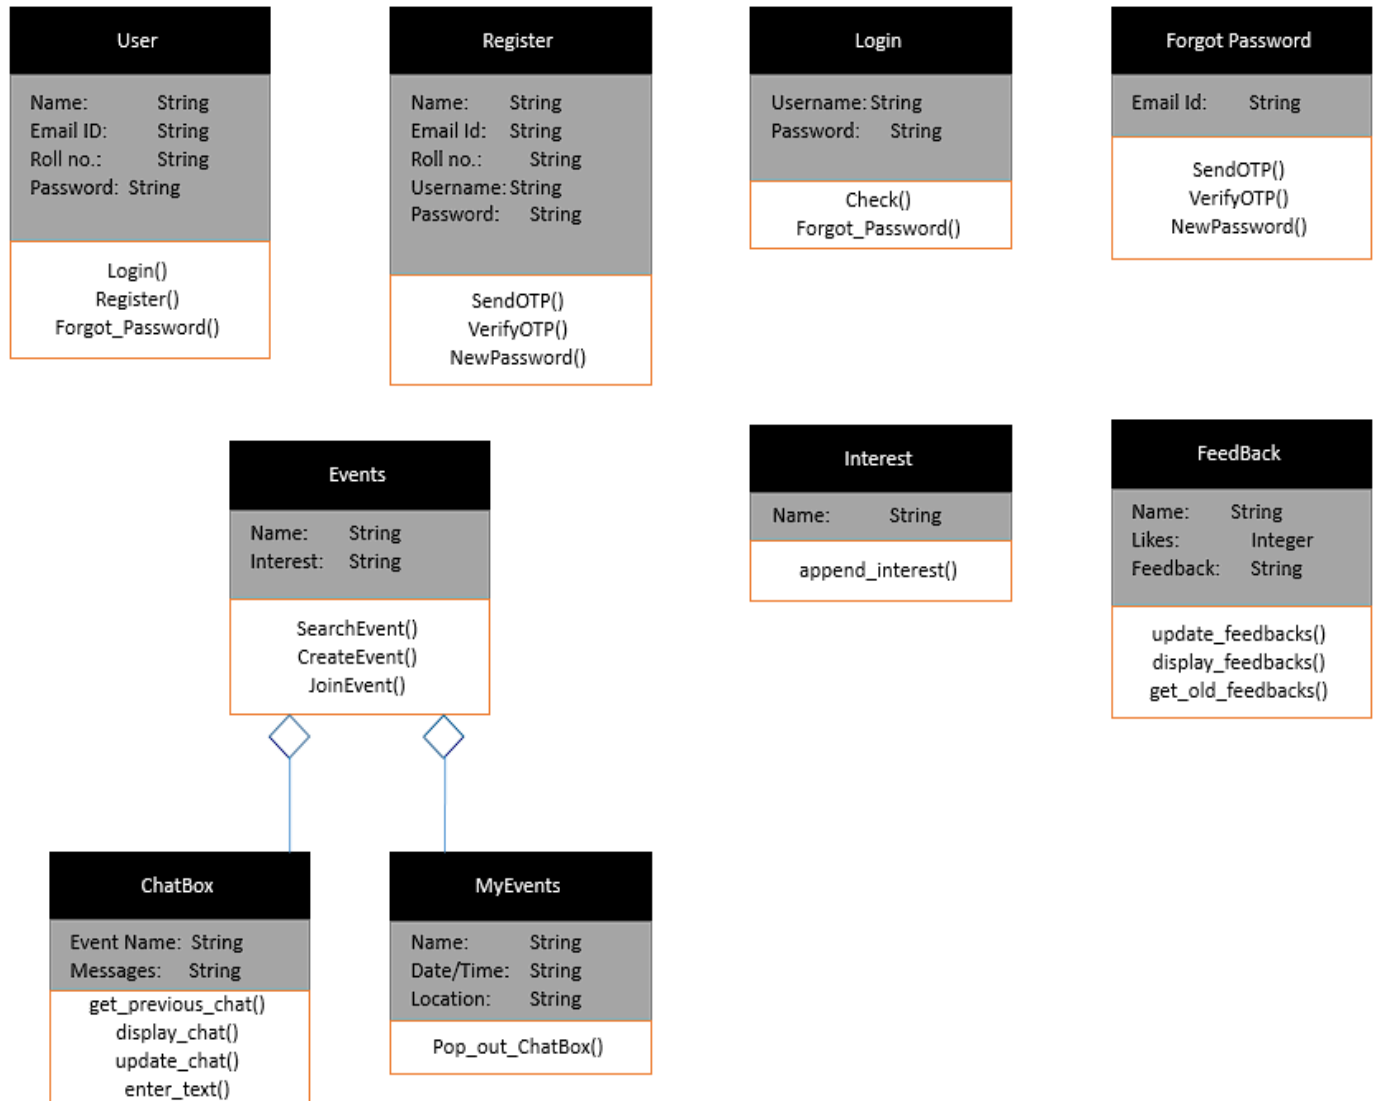 User
Name: String
Email ID: String
Roll no.: String
Password: String
Login()
Register()
Forgot_Password()
Register
Name: String
Email Id: String
Roll no.: String
Username: String
Password: String
SendOTP()
VerifyOTP()
NewPassword()
Login
Username: String
Password: String
Check()
Forgot_Password()
Forgot Password
Email Id: String
SendOTP()
VerifyOTP()
NewPassword()
Events
Name: String
Interest: String
SearchEvent()
CreateEvent()
JoinEvent()
Interest
Name: String
append_interest()
FeedBack
Name: String
Likes: Integer
Feedback: String
update_feedbacks()
display_feedbacks()
get_old_feedbacks()
ChatBox
Event Name: String
Messages: String
get_previous_chat()
display_chat()
update_chat()
enter_text()
MyEvents
Name: String
Date/Time: String
Location: String
Pop_out_ChatBox()